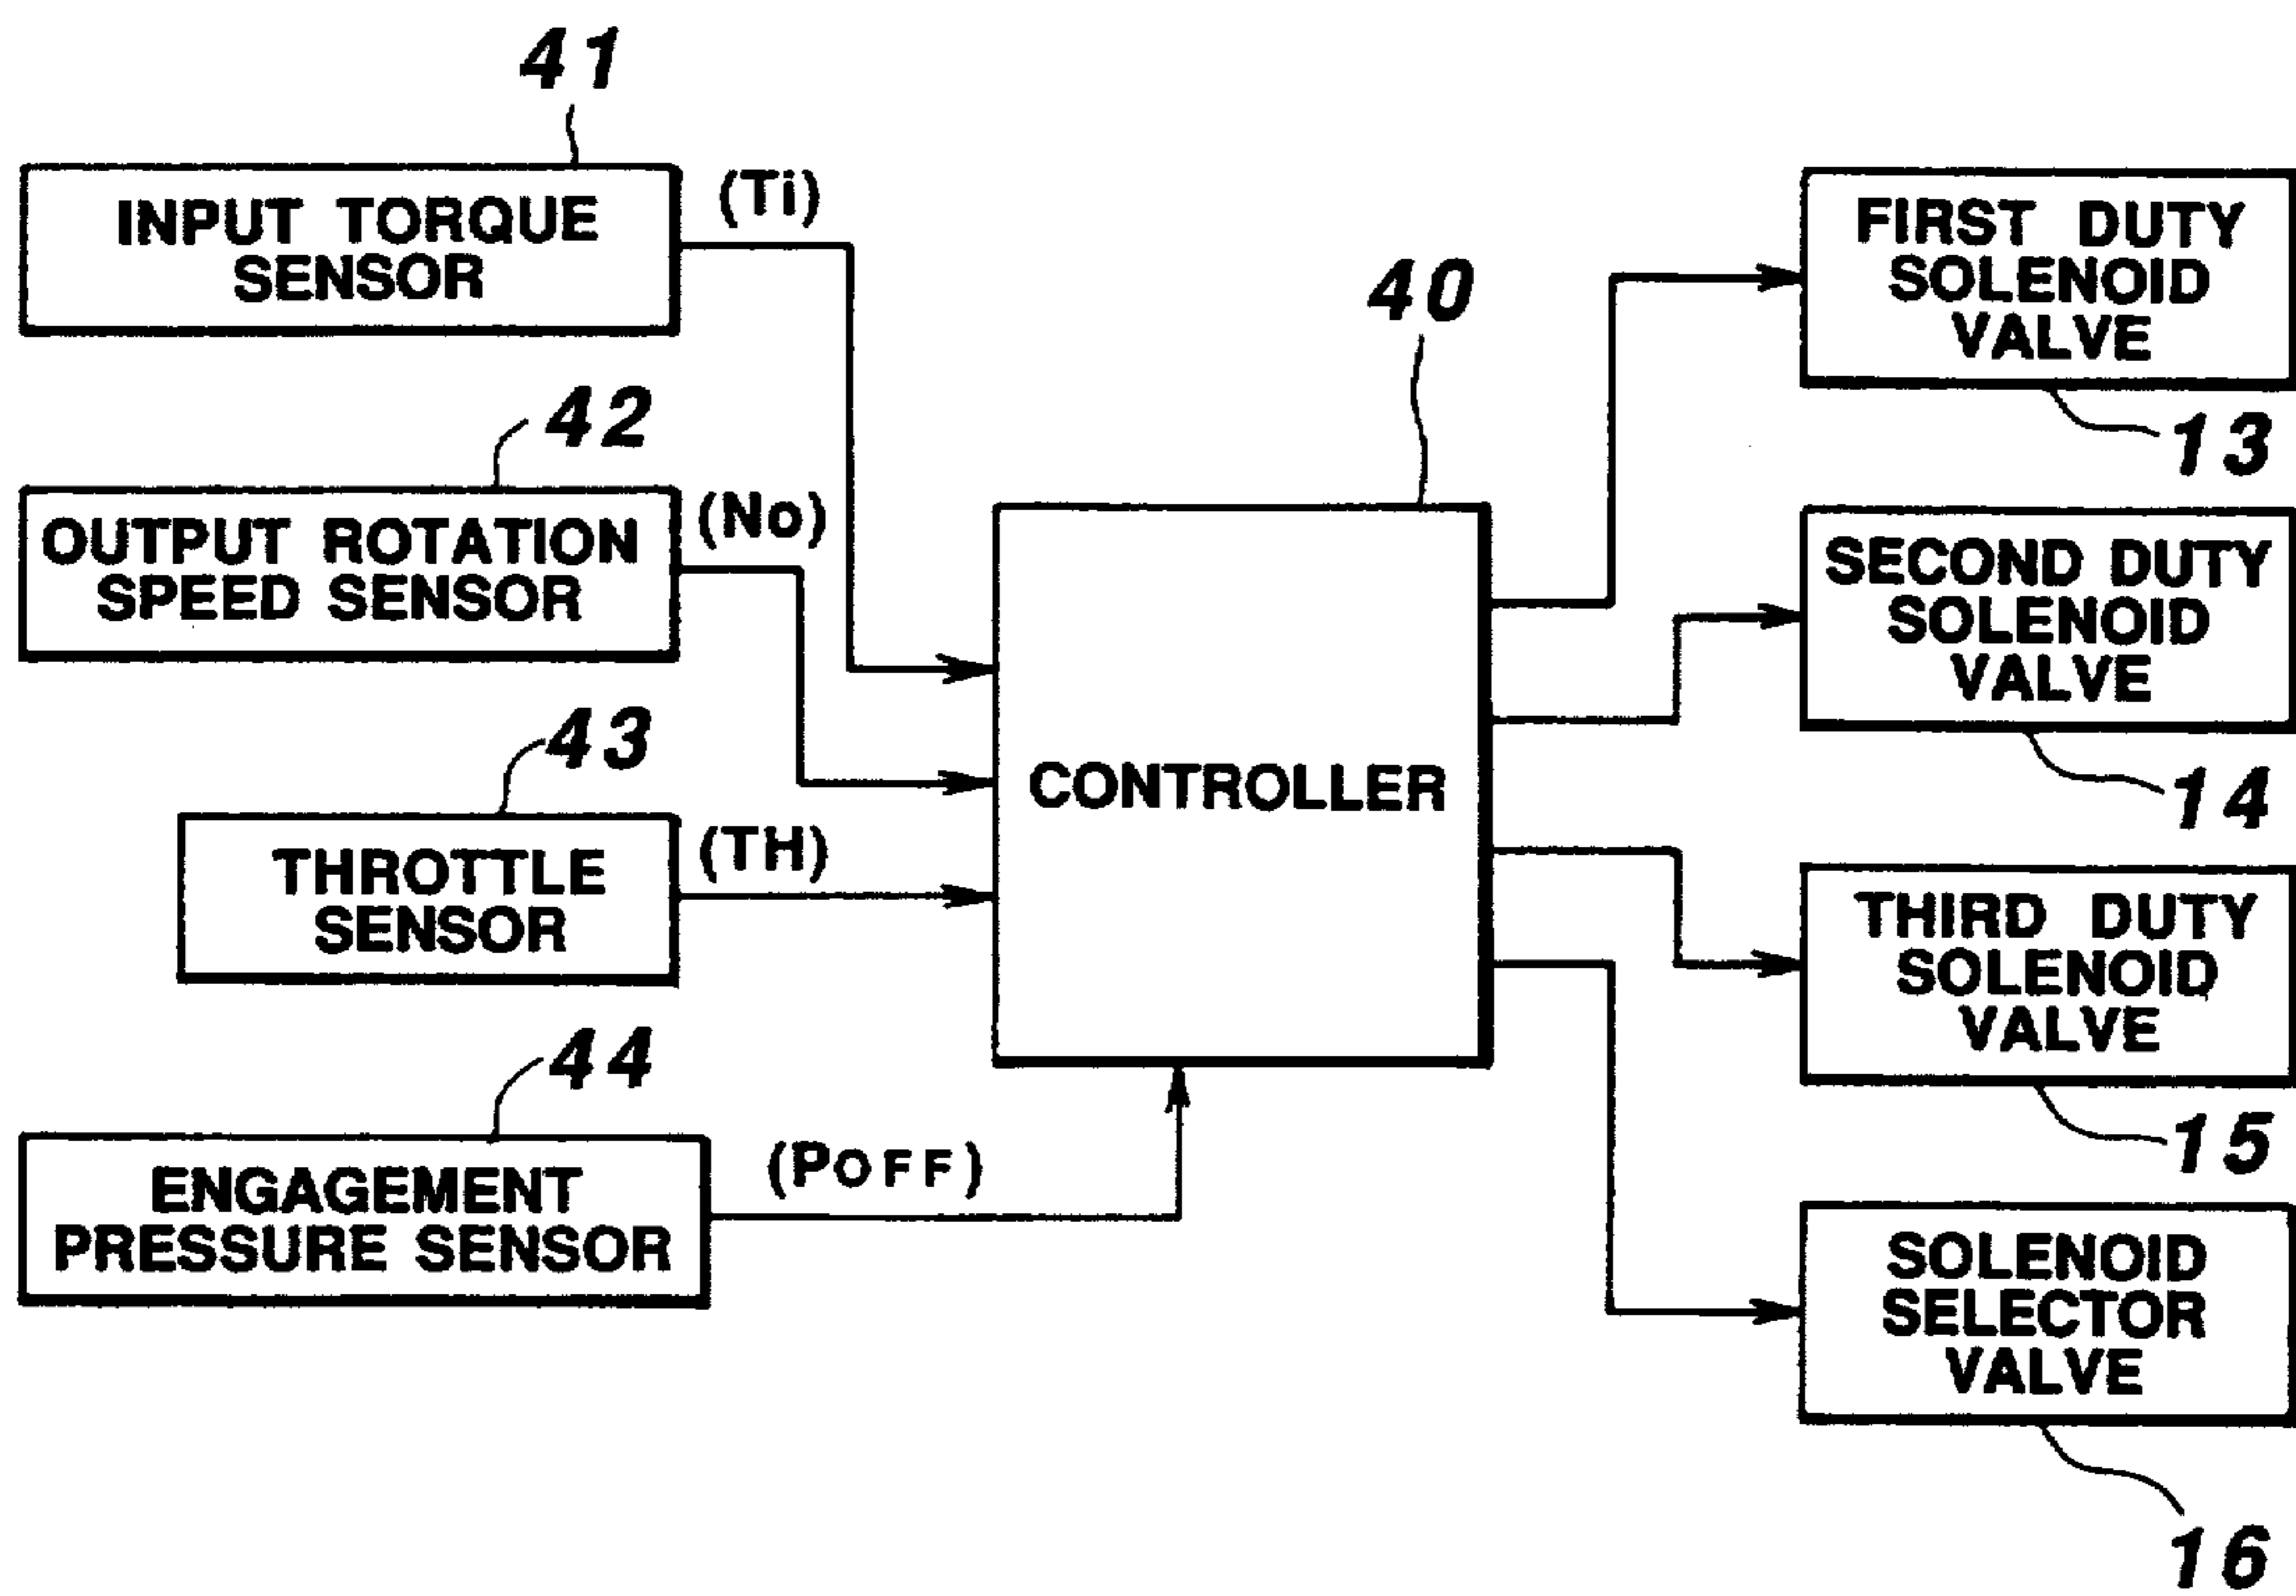 41
INPUT TORQUE
SENSOR
(Ti)
42
OUTPUT ROTATION
SPEED SENSOR
(No)
43
THROTTLE
SENSOR
(TH)
44
ENGAGEMENT
PRESSURE SENSOR
(POFF)
40
CONTROLLER
FIRST DUTY
SOLENOID
VALVE
13
SECOND DUTY
SOLENOID
VALVE
14
THIRD DUTY
SOLENOID
VALVE
15
SOLENOID
SELECTOR
VALVE
16